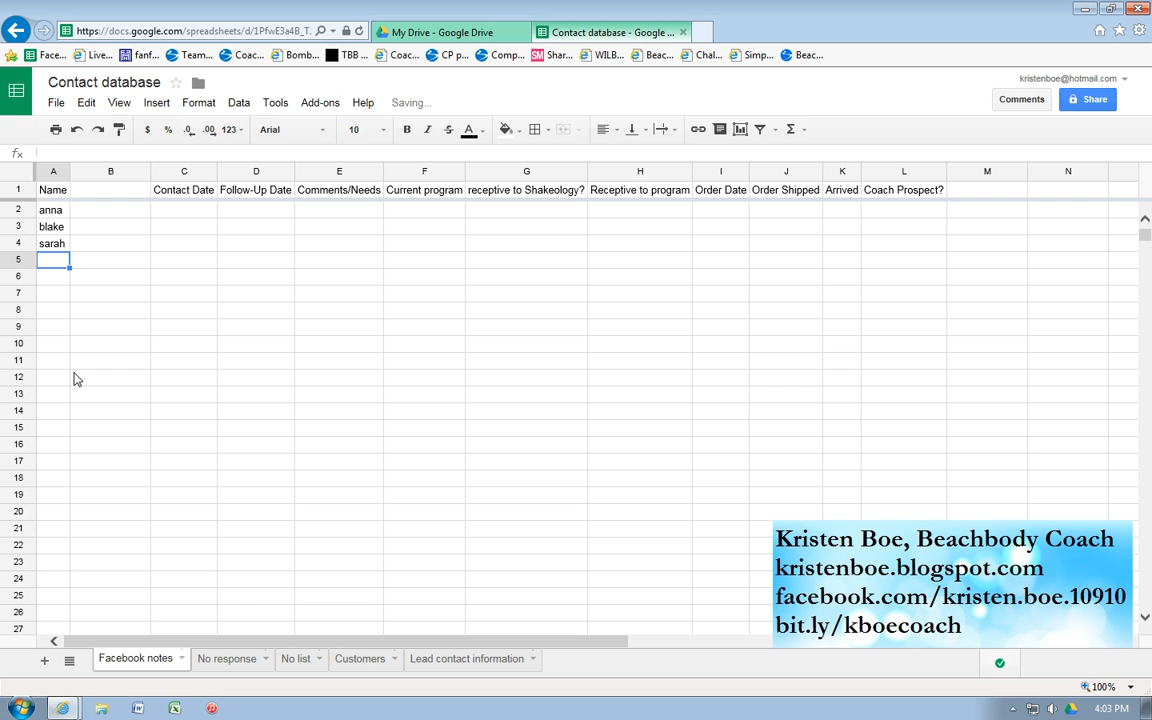 https://docs.google.com/spreadsheets/d/1PfwE3a4B_T...
My Drive - Google Drive
Contact database - Google ...
Face...
Live...
fanf...
Team...
Coac...
Bomb...
TBB ...
Coac...
CP p...
Comp...
Shar...
WILB...
Beac...
Chal...
Simp...
Beac...
Contact database
kristenboe@hotmail.com
File Edit View Insert Format Data Tools Add-ons Help Saving...
Comments
Share
$ % .0 .00 123 Arial 10 B I S A Σ
fx
A B C D E F G H I J K L M N
1 Name Contact Date Follow-Up Date Comments/Needs Current program receptive to Shakeology? Receptive to program Order Date Order Shipped Arrived Coach Prospect?
2 anna
3 blake
4 sarah
5
6
7
8
9
10
11
12
13
14
15
16
17
18
19
20
21
22
23
24
25
26
27
Kristen Boe, Beachbody Coach
kristenboe.blogspot.com
facebook.com/kristen.boe.10910
bit.ly/kboecoach
Facebook notes No response No list Customers Lead contact information
100%
4:03 PM